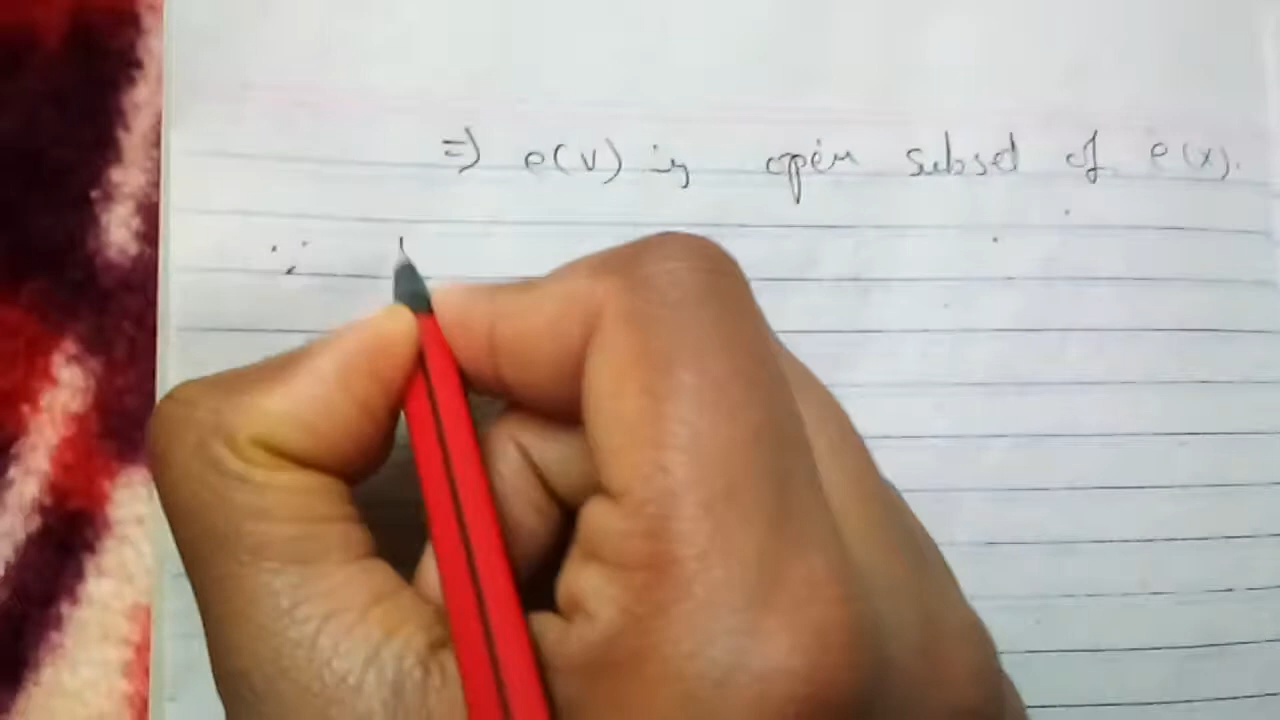 ⇒ e(V) is open subset of e(X).
∴